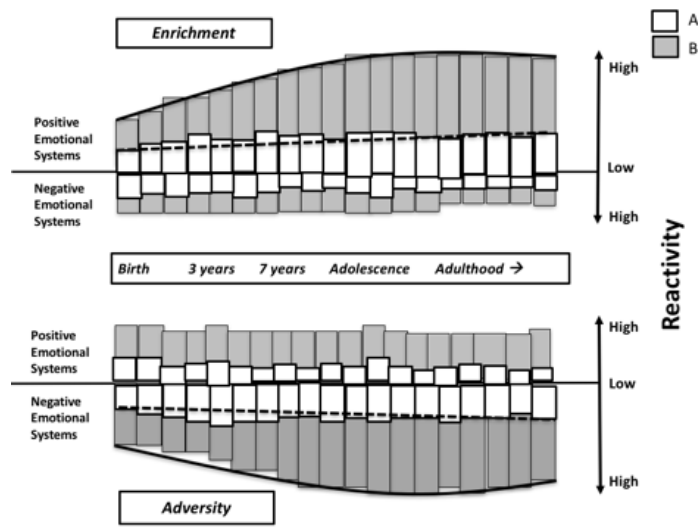 Enrichment
A
B
High
Positive
Emotional
Systems
Low
Negative
Emotional
Systems
High
Birth 3 years 7 years Adolescence Adulthood →
Reactivity
Positive
Emotional
Systems
High
Low
Negative
Emotional
Systems
High
Adversity